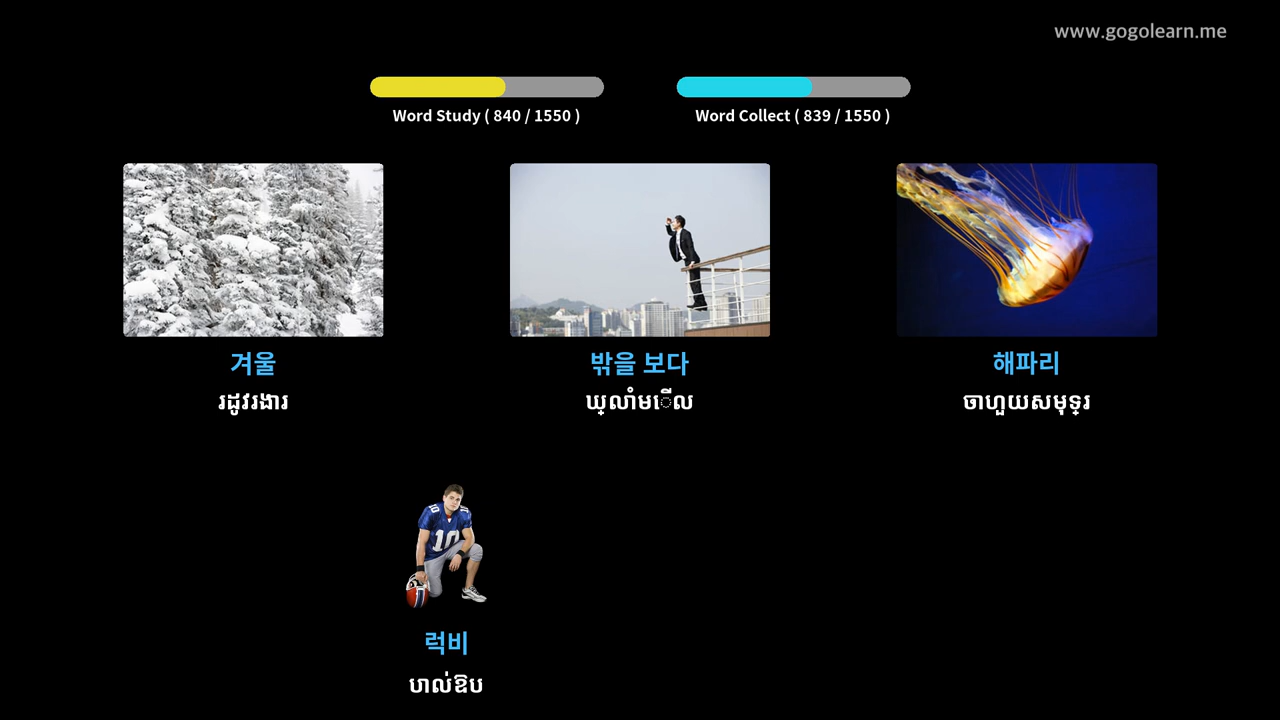 www.gogolearn.me
Word Study ( 840 / 1550 )
Word Collect ( 839 / 1550 )
겨울
밖을 보다
해파리
រដូវរងារ
ឃ្លាំមេីល
ចាហួយសមុទ្រ
럭비
បាល់ឱប